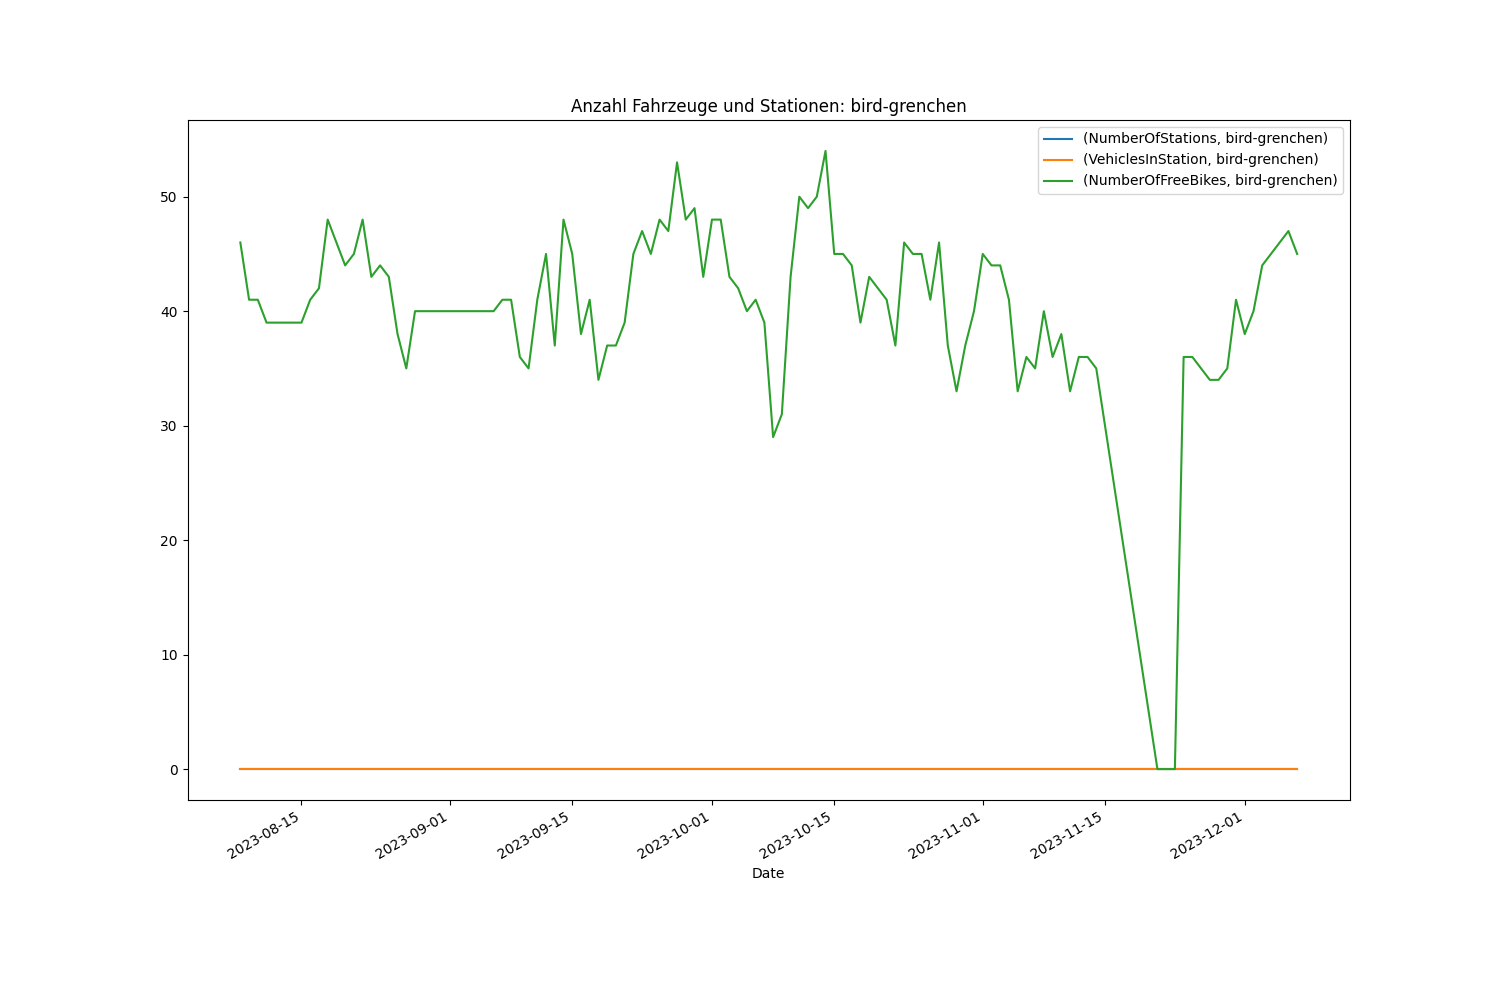 Anzahl Fahrzeuge und Stationen: bird-grenchen
(NumberOfStations, bird-grenchen)
(VehiclesInStation, bird-grenchen)
(NumberOfFreeBikes, bird-grenchen)
50
40
30
20
10
0
2023-08-15
2023-09-01
2023-09-15
2023-10-01
2023-10-15
2023-11-01
2023-11-15
2023-12-01
Date